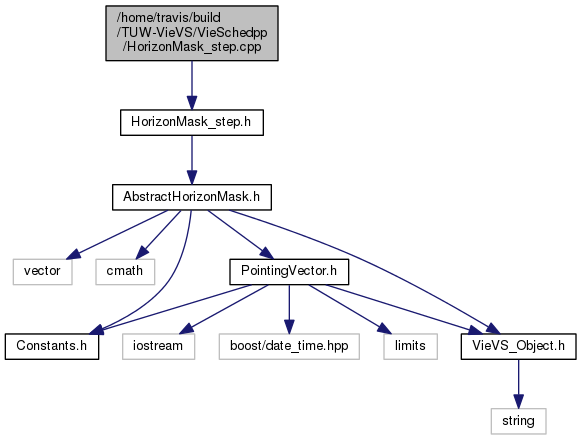 /home/travis/build
/TUW-VieVS/VieSchedpp
/HorizonMask_step.cpp
HorizonMask_step.h
AbstractHorizonMask.h
vector
cmath
PointingVector.h
Constants.h
iostream
boost/date_time.hpp
limits
VieVS_Object.h
string